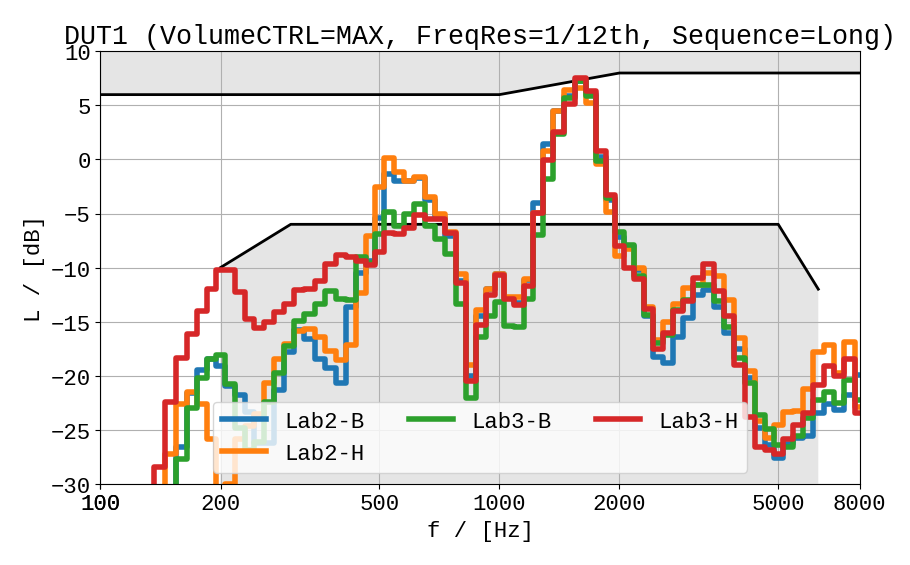 DUT1 (VolumeCTRL=MAX, FreqRes=1/12th, Sequence=Long)
10
5
0
−5
−10
−15
−20
−25
−30
L / [dB]
Lab2-B Lab3-B Lab3-H
Lab2-H
100 200 500 1000 2000 5000 8000
f / [Hz]